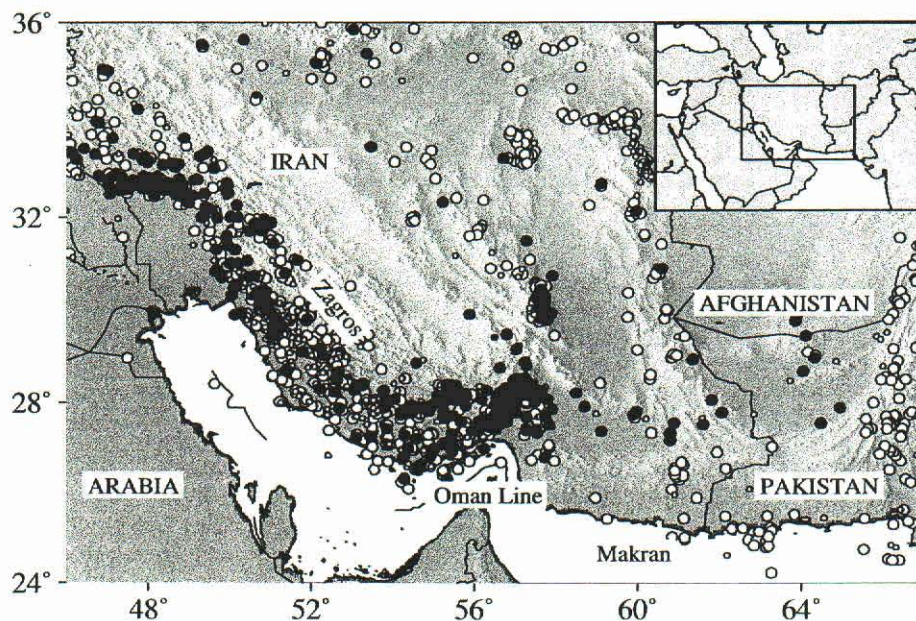 36°
IRAN
32°
Zagros
AFGHANISTAN
28°
ARABIA
Oman Line
PAKISTAN
Makran
24°
48°
52°
56°
60°
64°